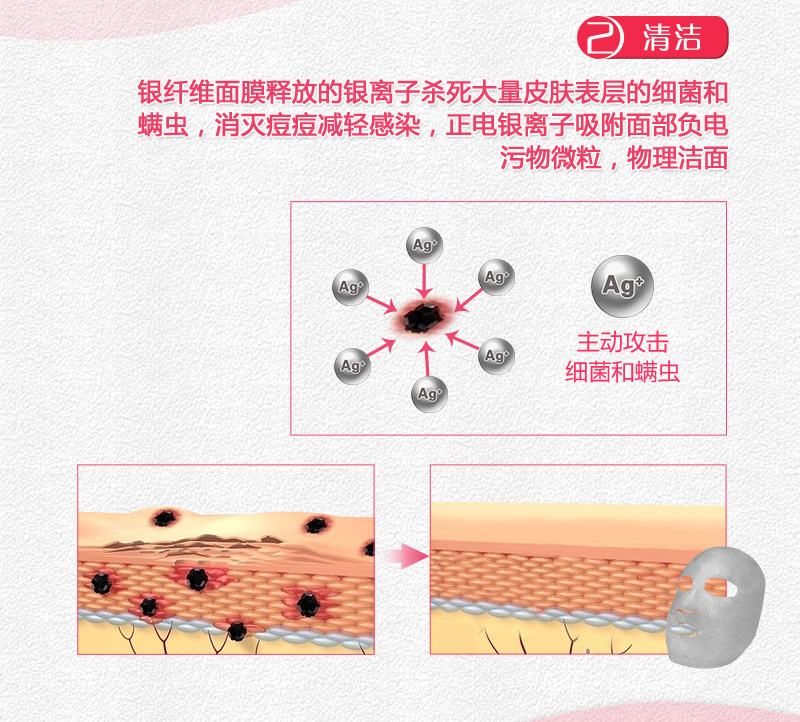 2 清洁
银纤维面膜释放的银离子杀死大量皮肤表层的细菌和
螨虫，消灭痘痘减轻感染，正电银离子吸附面部负电
污物微粒，物理洁面
Ag+
Ag+
Ag+
Ag+
Ag+
Ag+
Ag+
主动攻击
细菌和螨虫